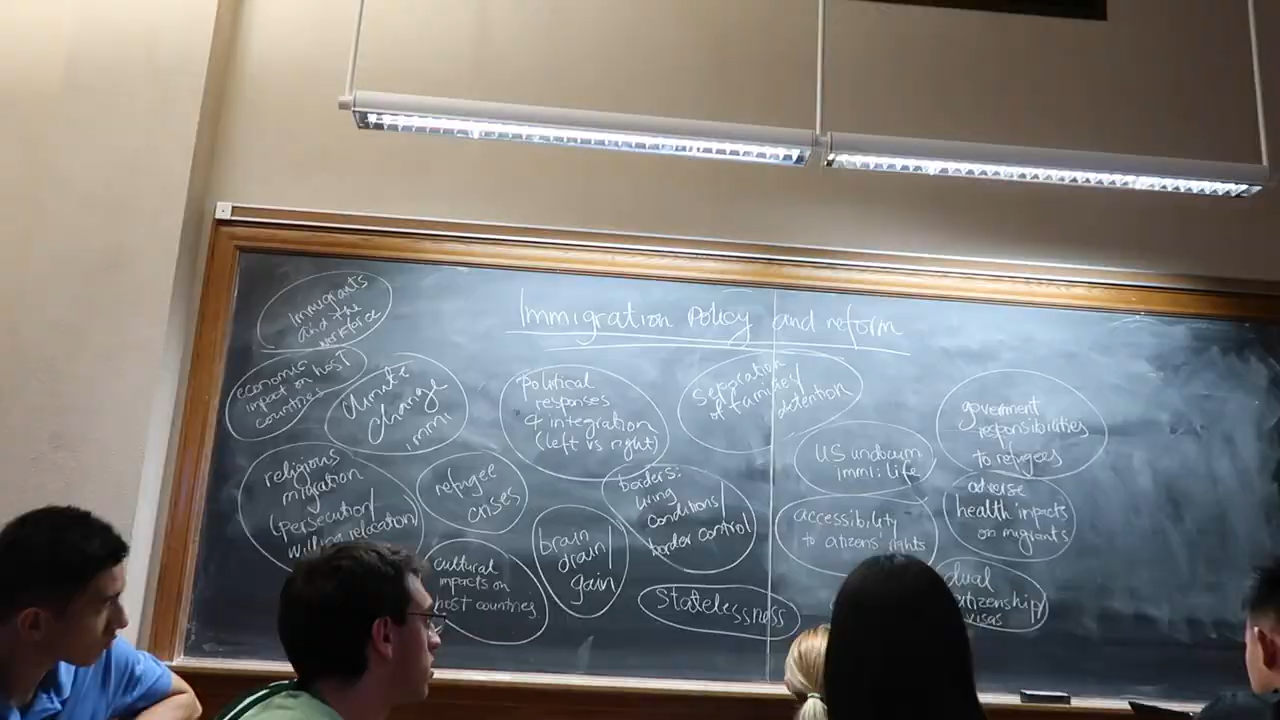 Immigration Policy and reform
Immigrants
and the
workforce
economic
impact on host
countries
climate
change
immi
political
responses
& integration
(left vs right)
separation
of families/
detention
government
responsibilities
to refugees
US undocum
immi: life
religious
migration
(persecution/
willing relocation)
refugee
crises
borders:
living
conditions/
border control
accessibility
to citizens' rights
adverse
health impacts
on migrants
brain
drain/
gain
cultural
impacts on
host countries
statelessness
dual
citizenship/
visas